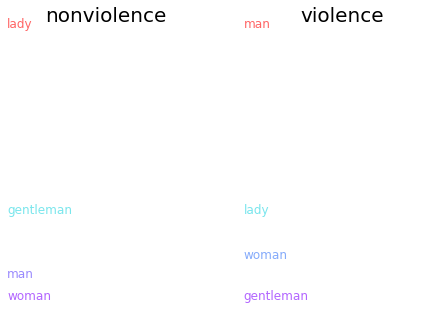 nonviolence
lady
gentleman
man
woman
violence
man
lady
woman
gentleman